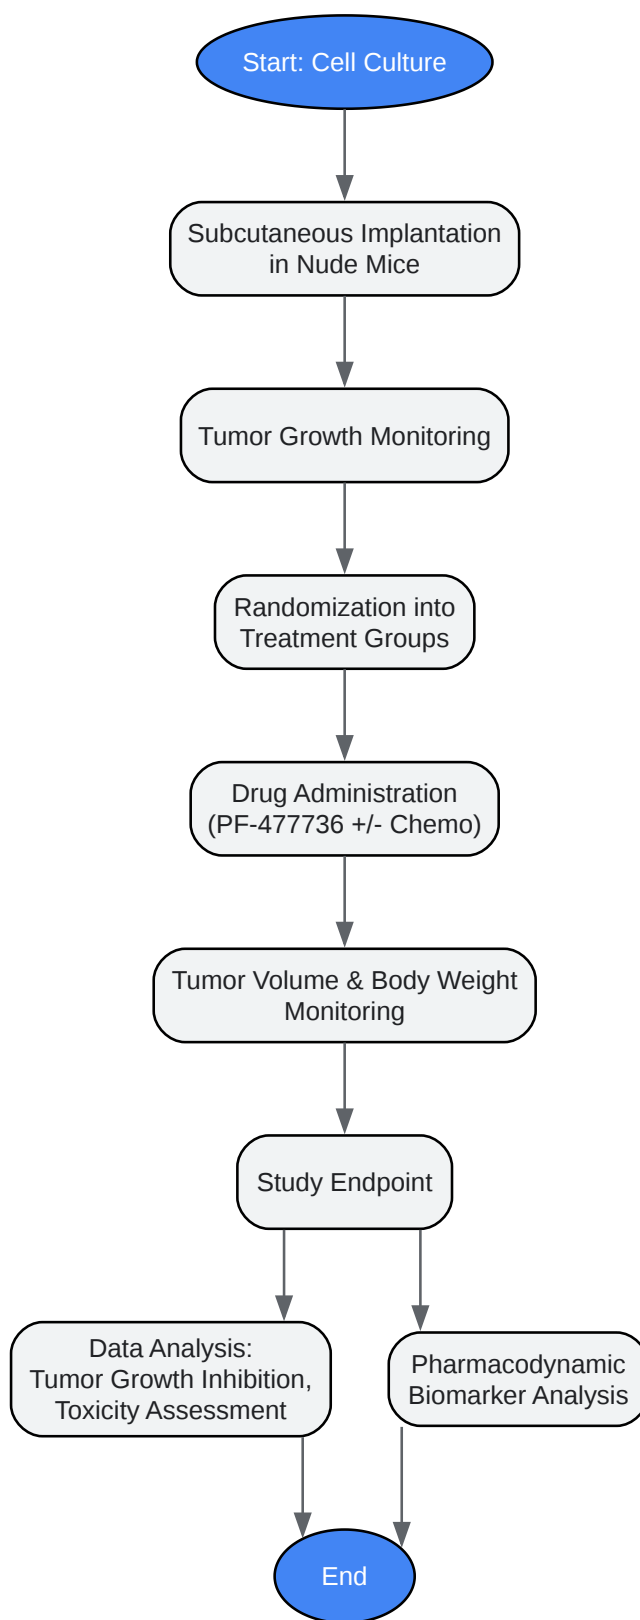 Start: Cell Culture
Subcutaneous Implantation
in Nude Mice
Tumor Growth Monitoring
Randomization into
Treatment Groups
Drug Administration
(PF-477736 +/- Chemo)
Tumor Volume & Body Weight
Monitoring
Study Endpoint
Data Analysis:
Tumor Growth Inhibition,
Toxicity Assessment
Pharmacodynamic
Biomarker Analysis
End